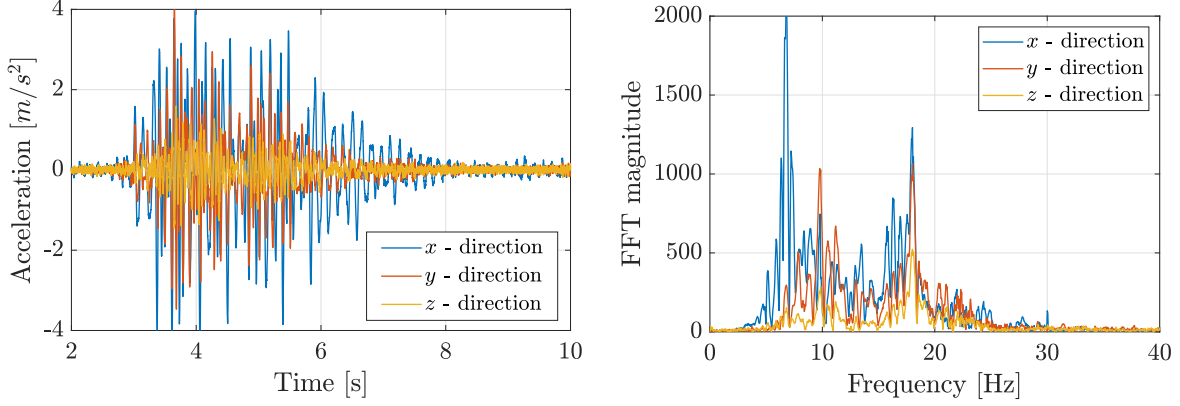 4
2
0
-2
-4
Acceleration [m/s²]
x - direction
y - direction
z - direction
2
4
6
8
10
Time [s]
2000
1500
1000
500
0
FFT magnitude
x - direction
y - direction
z - direction
0
10
20
30
40
Frequency [Hz]